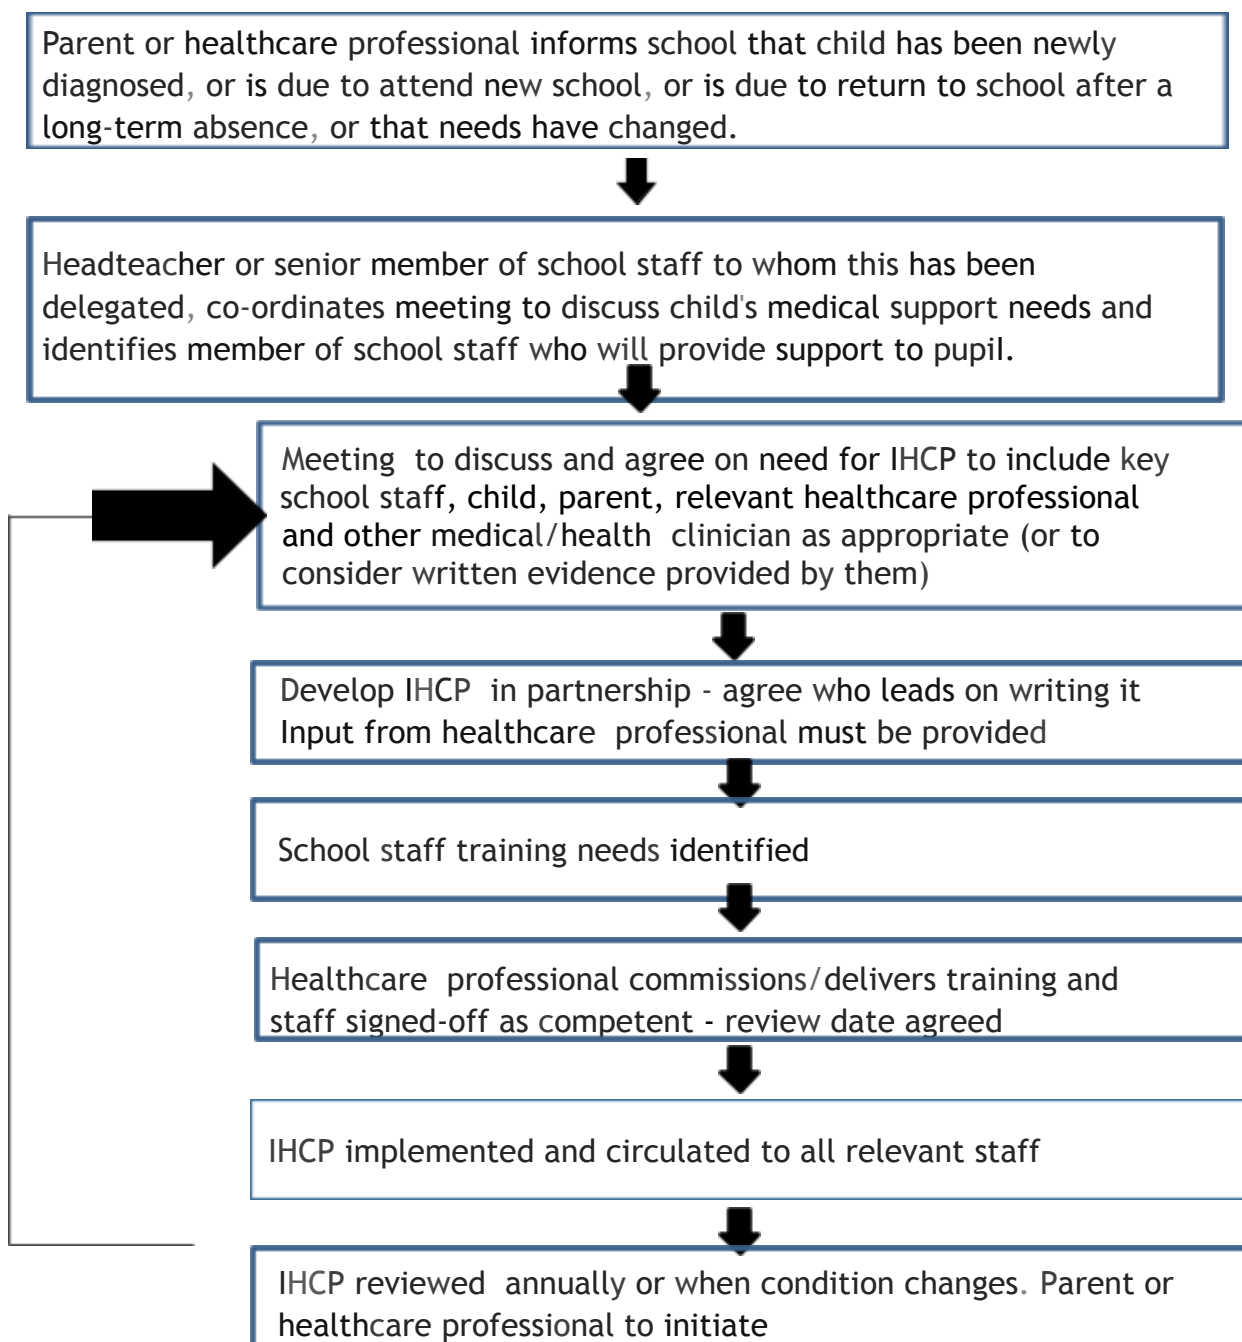 Parent or healthcare professional informs school that child has been newly
diagnosed, or is due to attend new school, or is due to return to school after a
long-term absence, or that needs have changed.
Headteacher or senior member of school staff to whom this has been
delegated, co-ordinates meeting to discuss child's medical support needs and
identifies member of school staff who will provide support to pupil.
Meeting to discuss and agree on need for IHCP to include key
school staff, child, parent, relevant healthcare professional
and other medical/health clinician as appropriate (or to
consider written evidence provided by them)
Develop IHCP in partnership - agree who leads on writing it
Input from healthcare professional must be provided
School staff training needs identified
Healthcare professional commissions/delivers training and
staff signed-off as competent - review date agreed
IHCP implemented and circulated to all relevant staff
IHCP reviewed annually or when condition changes. Parent or
healthcare professional to initiate